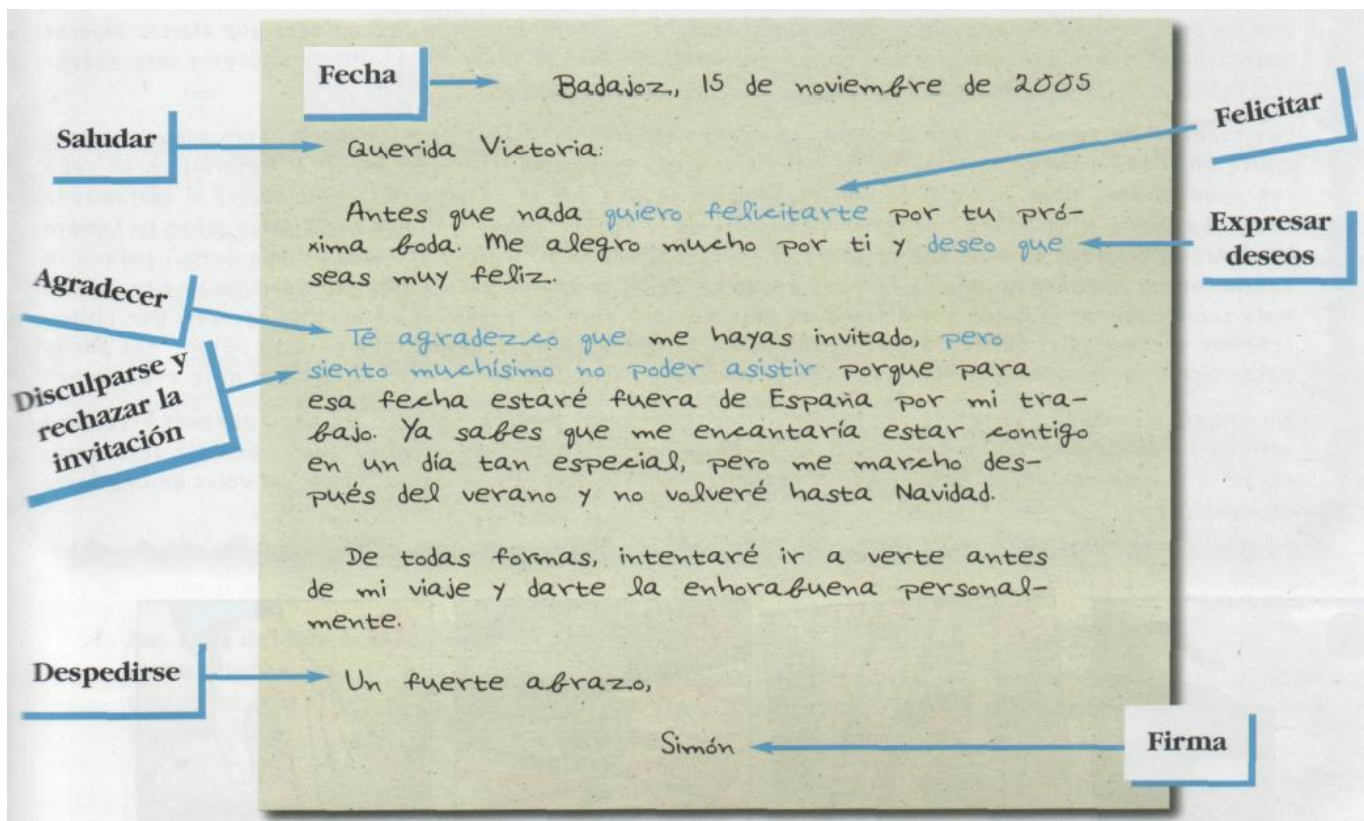 Fecha
Badajoz, 15 de noviembre de 2005
Felicitar
Saludar
Querida Victoria:
Antes que nada quiero felicitarte por tu pró-
xima boda. Me alegro mucho por ti y deseo que
seas muy feliz.
Expresar
deseos
Agradecer
Te agradezco que me hayas invitado, pero
siento muchísimo no poder asistir porque para
esa fecha estaré fuera de España por mi tra-
bajo. Ya sabes que me encantaría estar contigo
en un día tan especial, pero me marcho des-
pués del verano y no volveré hasta Navidad.
Disculparse y
rechazar la
invitación
De todas formas, intentaré ir a verte antes
de mi viaje y darte la enhorabuena personal-
mente.
Despedirse
Un fuerte abrazo,
Simón
Firma